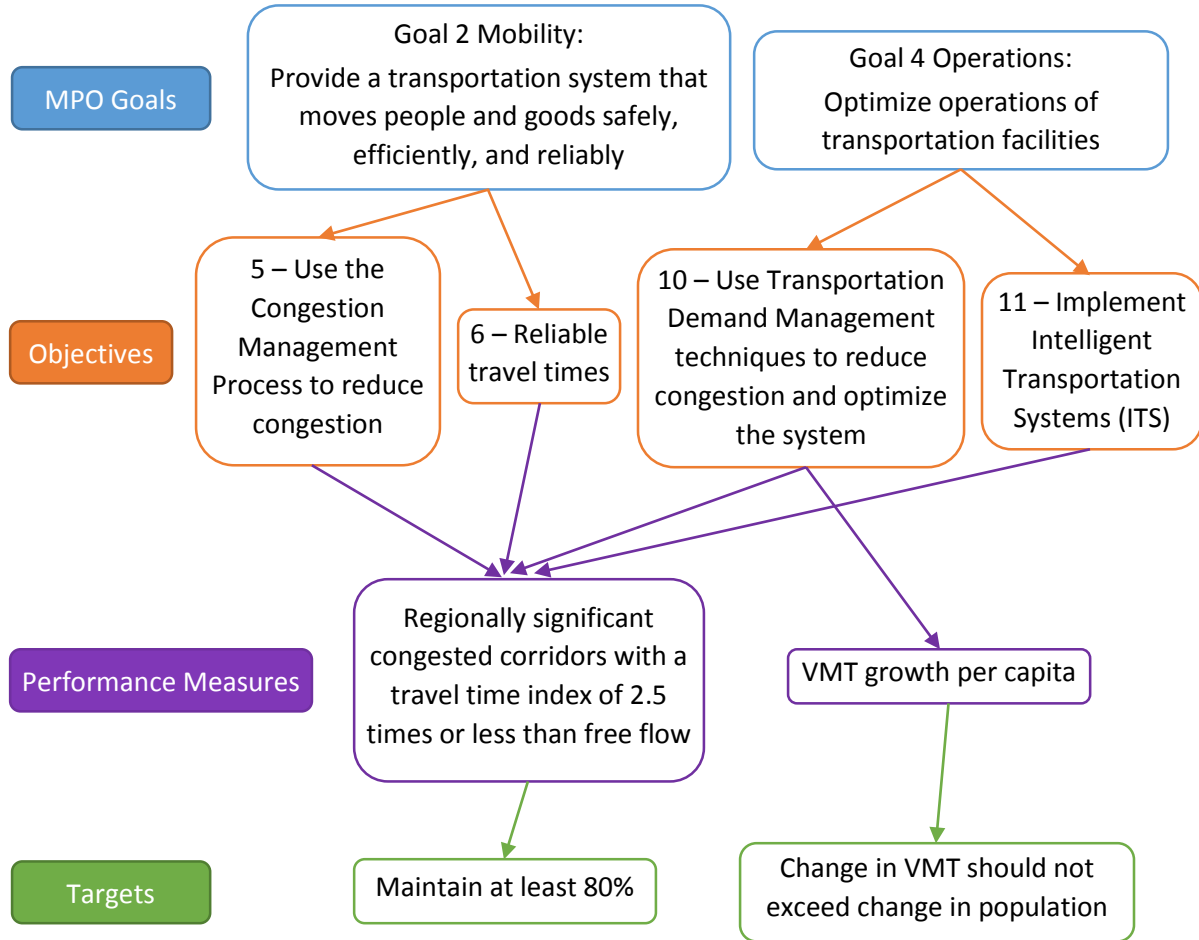 MPO Goals
Goal 2 Mobility:
Provide a transportation system that
moves people and goods safely,
efficiently, and reliably
Goal 4 Operations:
Optimize operations of
transportation facilities
Objectives
5 – Use the
Congestion
Management
Process to reduce
congestion
6 – Reliable
travel times
10 – Use Transportation
Demand Management
techniques to reduce
congestion and optimize
the system
11 – Implement
Intelligent
Transportation
Systems (ITS)
Performance Measures
Regionally significant
congested corridors with a
travel time index of 2.5
times or less than free flow
VMT growth per capita
Targets
Maintain at least 80%
Change in VMT should not
exceed change in population